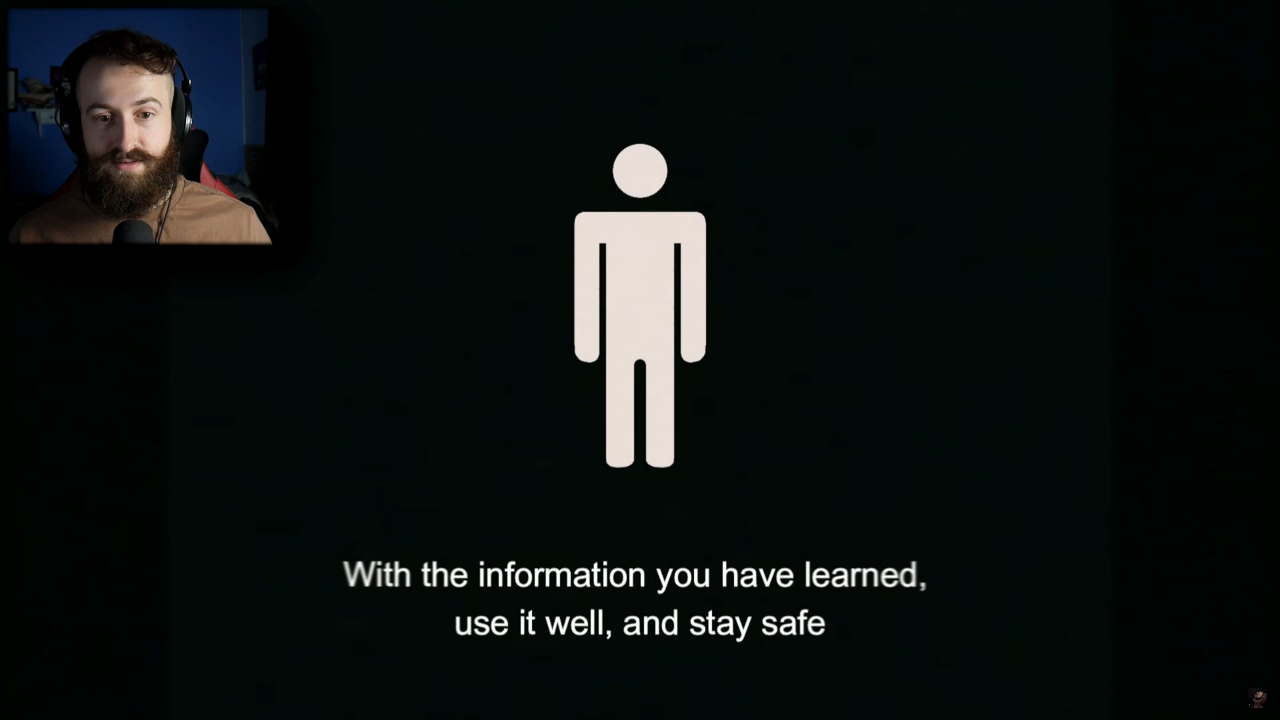 With the information you have learned,
use it well, and stay safe